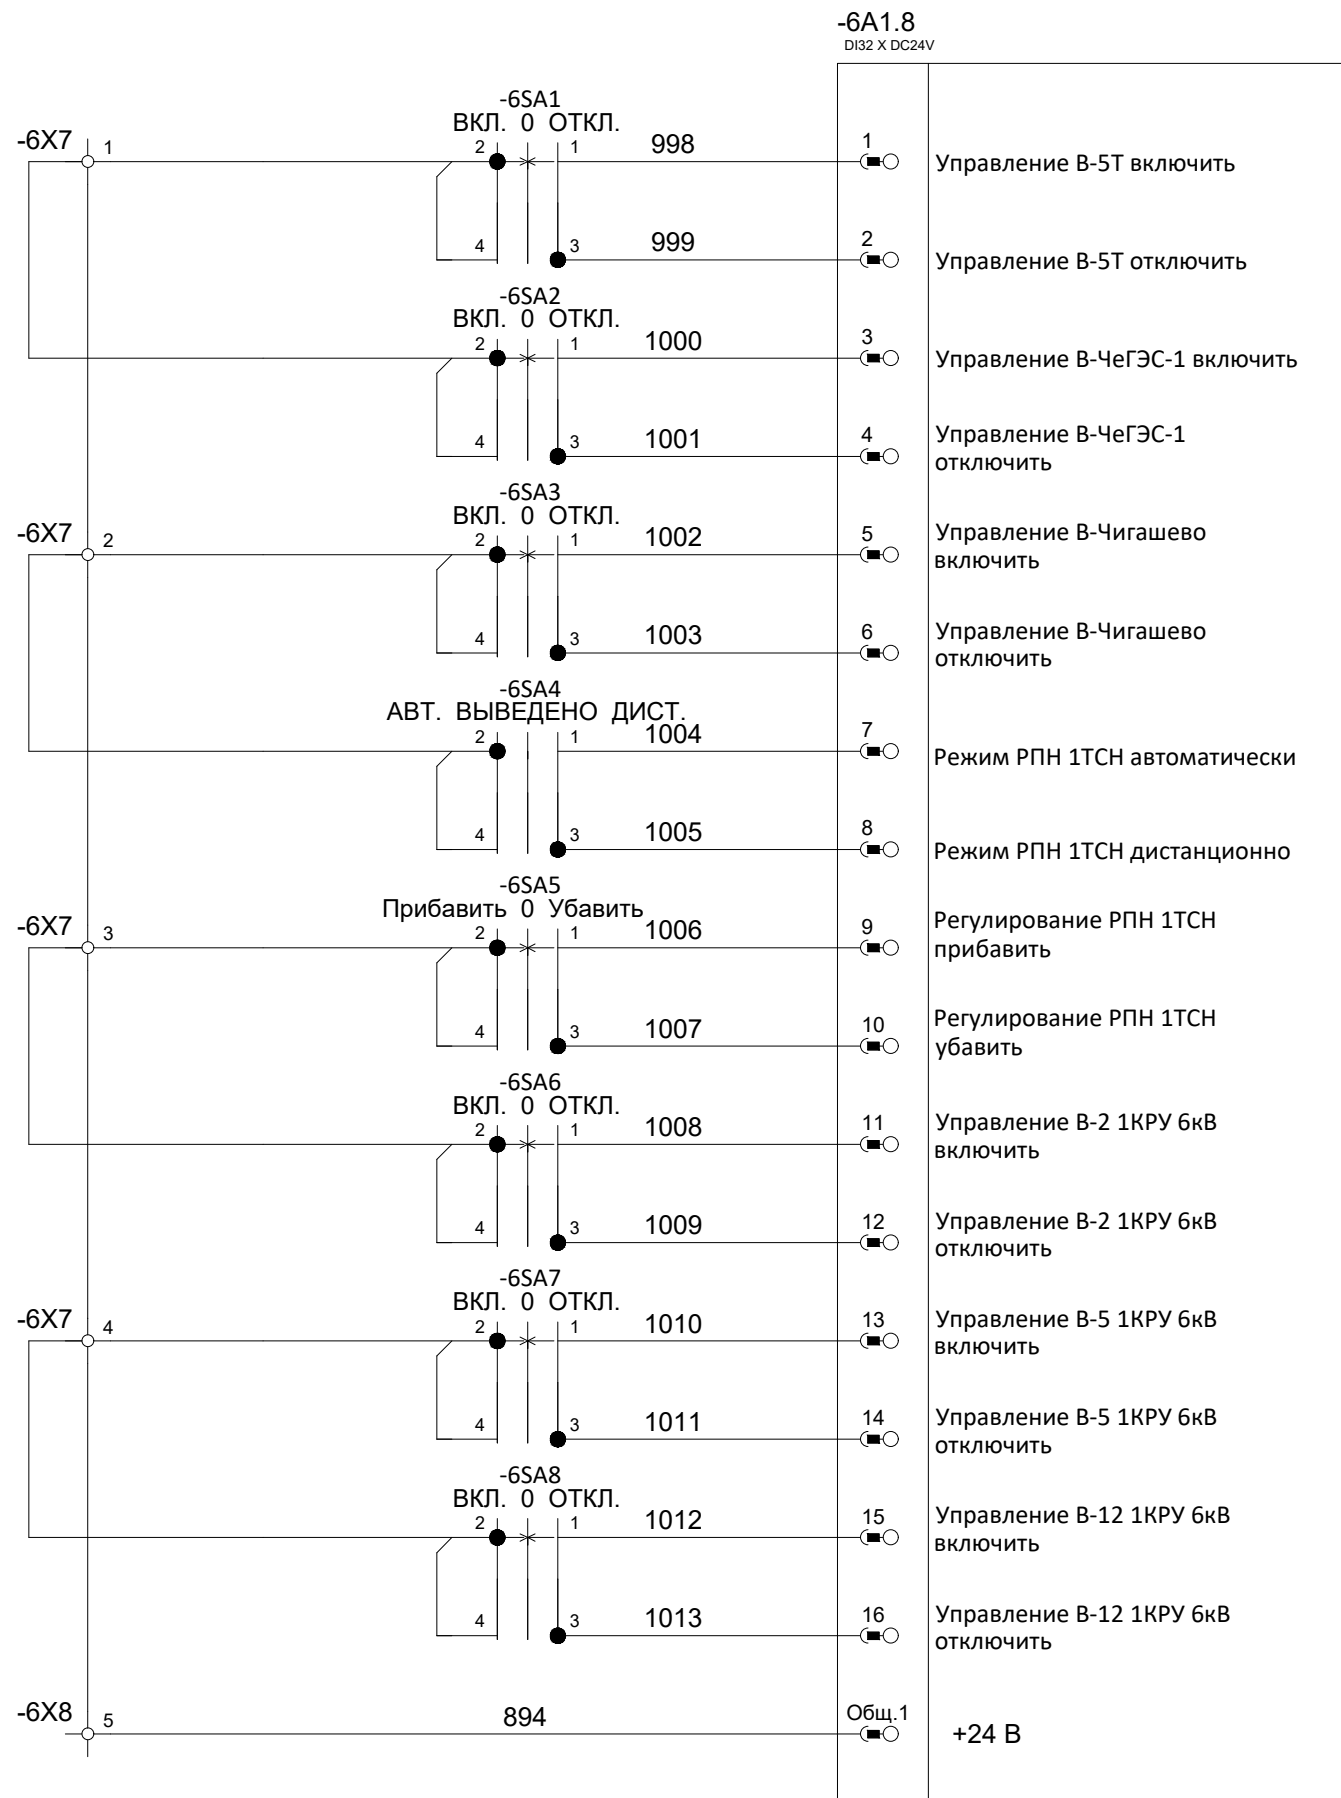 -6A1.8
DI32 X DC24V
-6SA1
ВКЛ. 0 ОТКЛ.
-6X7 1 2 1 998 1 Управление В-5Т включить
4 3 999 2 Управление В-5Т отключить
-6SA2
ВКЛ. 0 ОТКЛ.
2 1 1000 3 Управление В-ЧеГЭС-1 включить
4 3 1001 4 Управление В-ЧеГЭС-1
отключить
-6SA3
ВКЛ. 0 ОТКЛ.
-6X7 2 2 1 1002 5 Управление В-Чигашево
включить
4 3 1003 6 Управление В-Чигашево
отключить
-6SA4
АВТ. ВЫВЕДЕНО ДИСТ.
2 1 1004 7 Режим РПН 1ТСН автоматически
4 3 1005 8 Режим РПН 1ТСН дистанционно
-6SA5
Прибавить 0 Убавить
-6X7 3 2 1 1006 9 Регулирование РПН 1ТСН
прибавить
4 3 1007 10 Регулирование РПН 1ТСН
убавить
-6SA6
ВКЛ. 0 ОТКЛ.
2 1 1008 11 Управление В-2 1КРУ 6кВ
включить
4 3 1009 12 Управление В-2 1КРУ 6кВ
отключить
-6SA7
ВКЛ. 0 ОТКЛ.
-6X7 4 2 1 1010 13 Управление В-5 1КРУ 6кВ
включить
4 3 1011 14 Управление В-5 1КРУ 6кВ
отключить
-6SA8
ВКЛ. 0 ОТКЛ.
2 1 1012 15 Управление В-12 1КРУ 6кВ
включить
4 3 1013 16 Управление В-12 1КРУ 6кВ
отключить
-6X8 5 894 Общ.1 +24 В